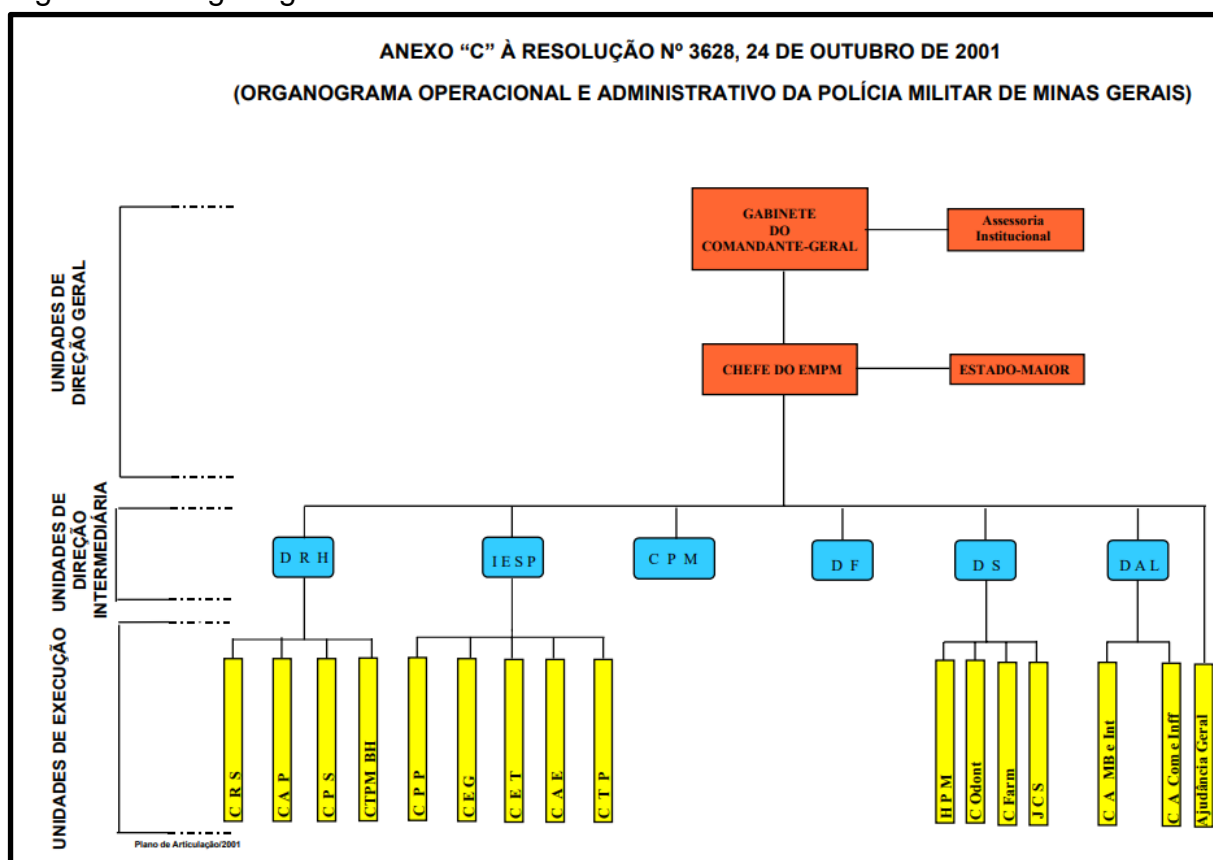 ANEXO “C” À RESOLUÇÃO Nº 3628, 24 DE OUTUBRO DE 2001
(ORGANOGRAMA OPERACIONAL E ADMINISTRATIVO DA POLÍCIA MILITAR DE MINAS GERAIS)
UNIDADES DE
DIREÇÃO GERAL
GABINETE
DO
COMANDANTE-GERAL
Assessoria
Institucional
CHEFE DO EMPM
ESTADO-MAIOR
UNIDADES DE
DIREÇÃO
INTERMEDIÁRIA
D R H
I E S P
C P M
D F
D S
D A L
UNIDADES DE EXECUÇÃO
C R S
C A P
C P S
CTPM BH
C P P
C E G
C E T
C A E
C T P
H P M
C Odont
C Farm
J C S
C A MB e Int
C A Com e Inff
Ajudância Geral
Plano de Articulação/2001